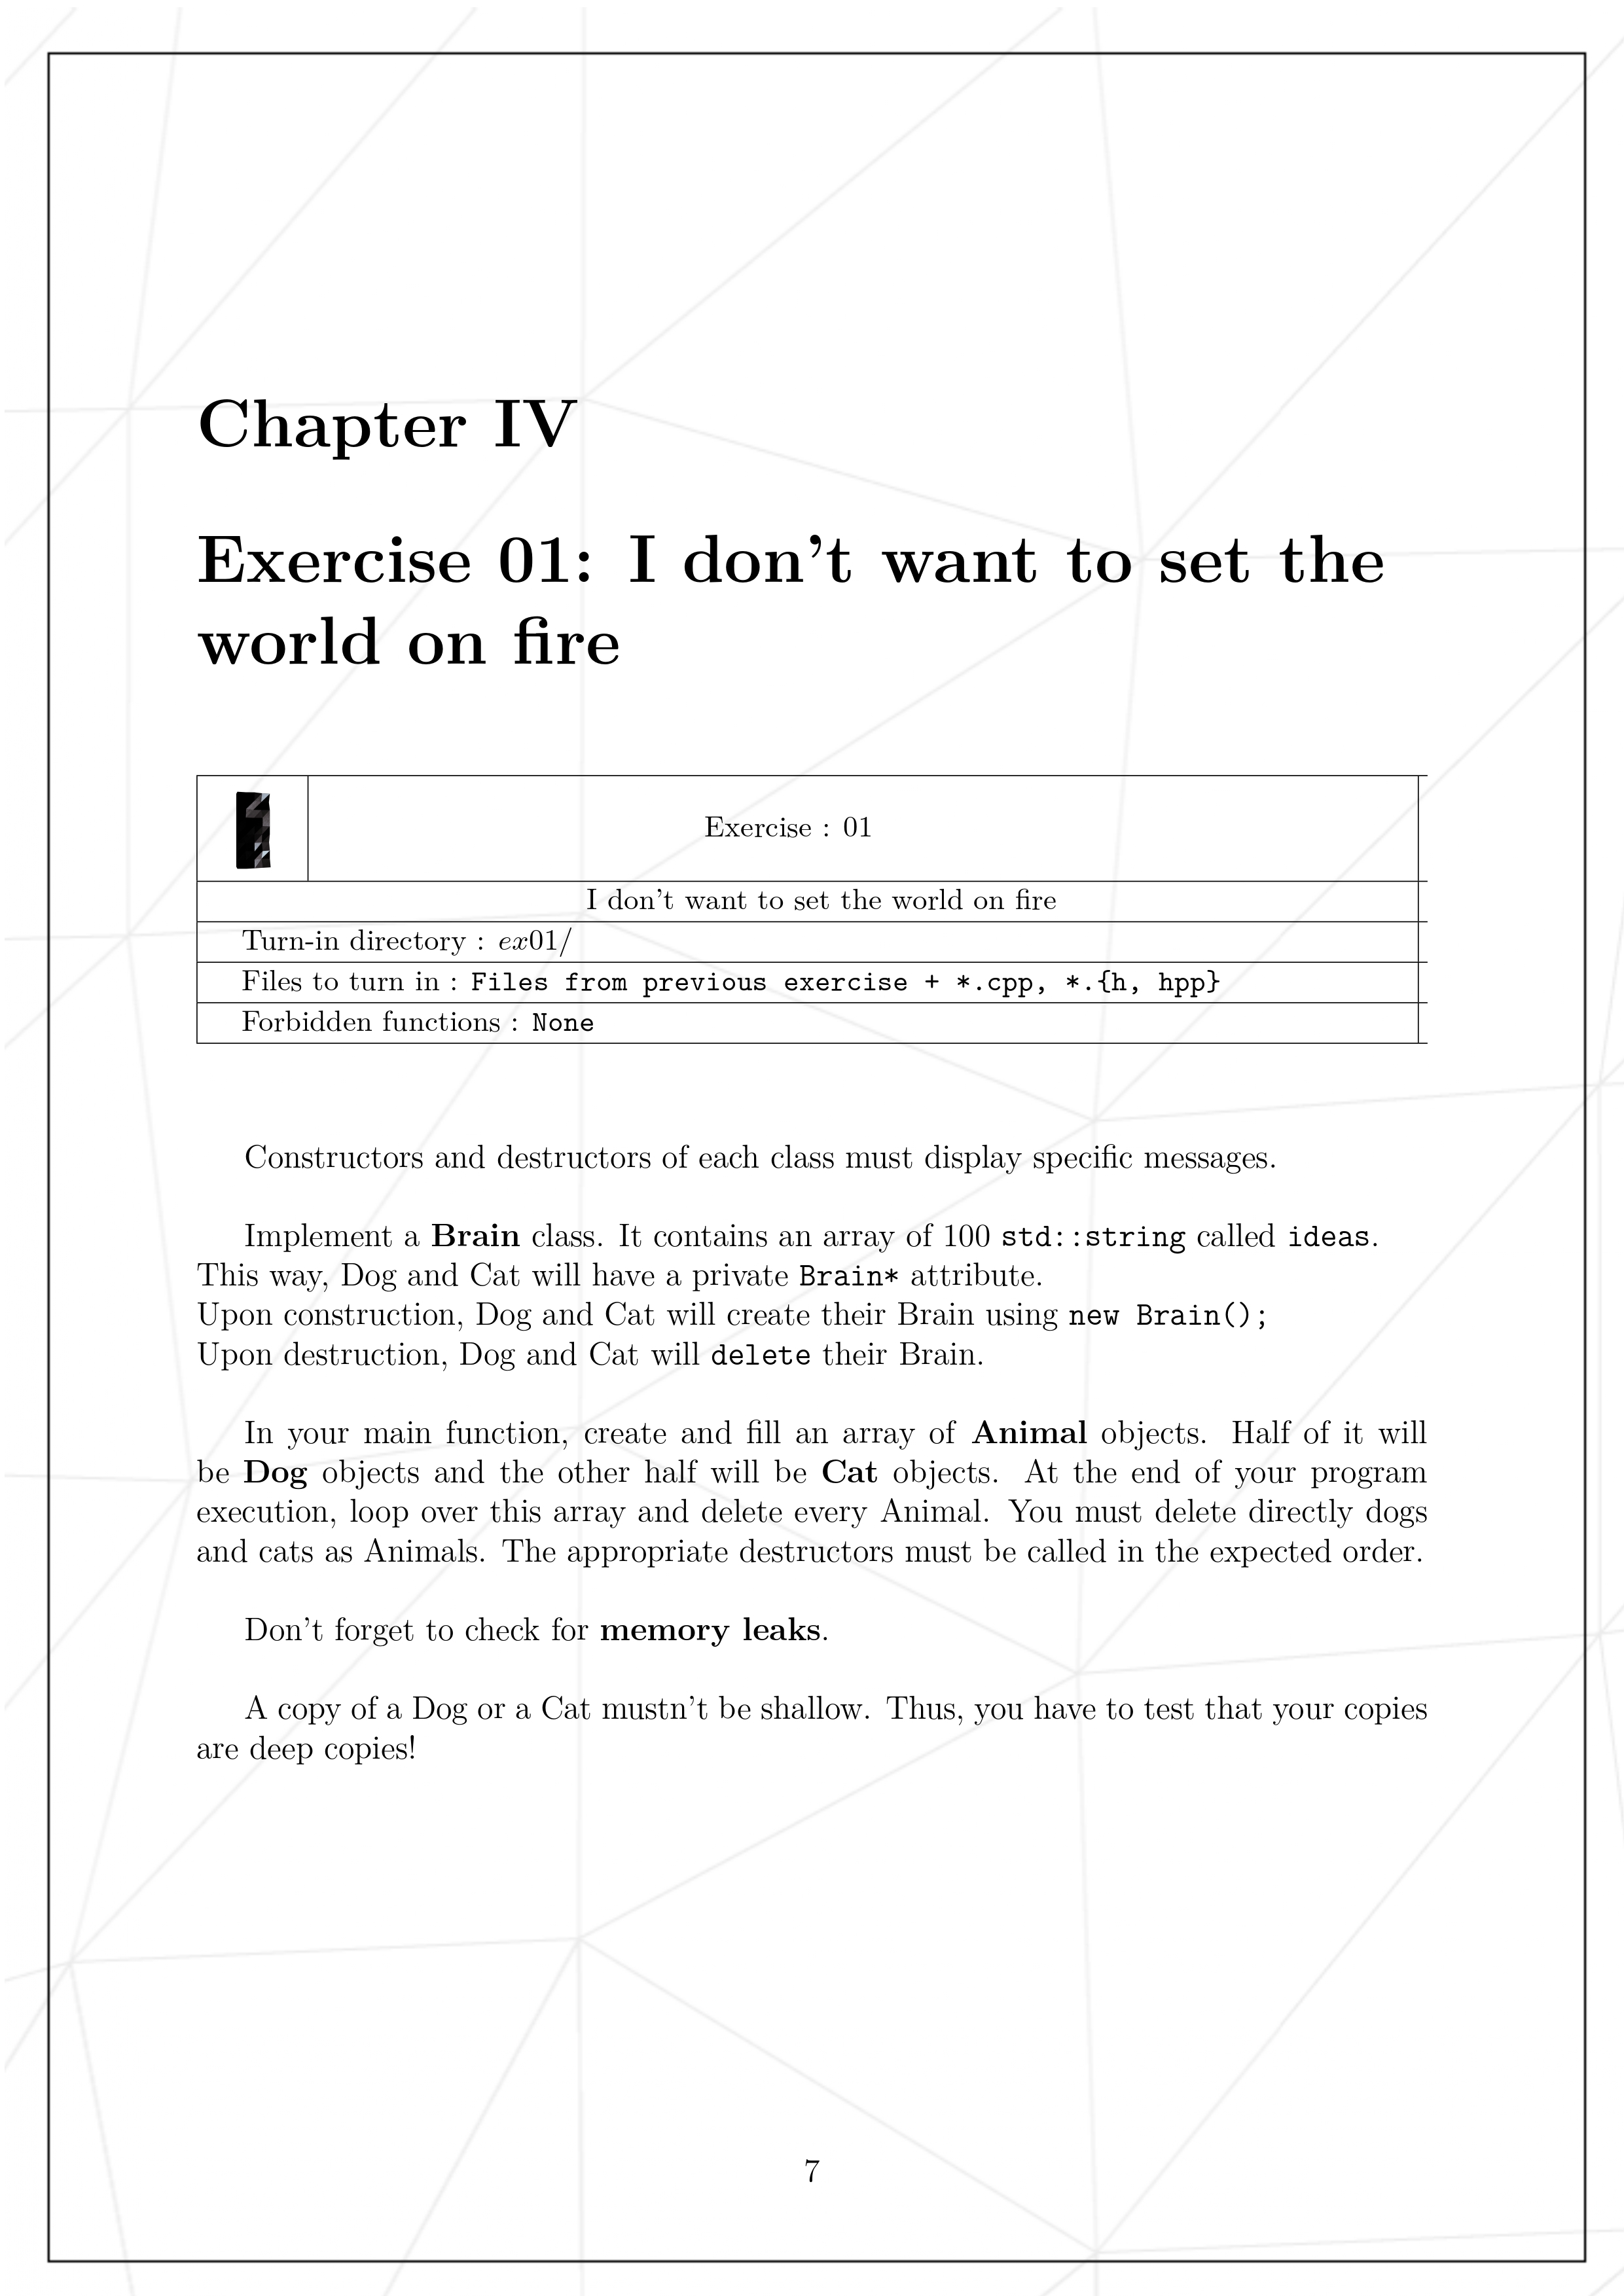 Chapter IV
Exercise 01: I don't want to set the
world on fire
Exercise : 01
I don't want to set the world on fire
Turn-in directory : ex01/
Files to turn in : Files from previous exercise + *.cpp, *.{h, hpp}
Forbidden functions : None
Constructors and destructors of each class must display specific messages.
Implement a Brain class. It contains an array of 100 std::string called ideas.
This way, Dog and Cat will have a private Brain* attribute.
Upon construction, Dog and Cat will create their Brain using new Brain();
Upon destruction, Dog and Cat will delete their Brain.
In your main function, create and fill an array of Animal objects. Half of it will
be Dog objects and the other half will be Cat objects. At the end of your program
execution, loop over this array and delete every Animal. You must delete directly dogs
and cats as Animals. The appropriate destructors must be called in the expected order.
Don't forget to check for memory leaks.
A copy of a Dog or a Cat mustn't be shallow. Thus, you have to test that your copies
are deep copies!
7